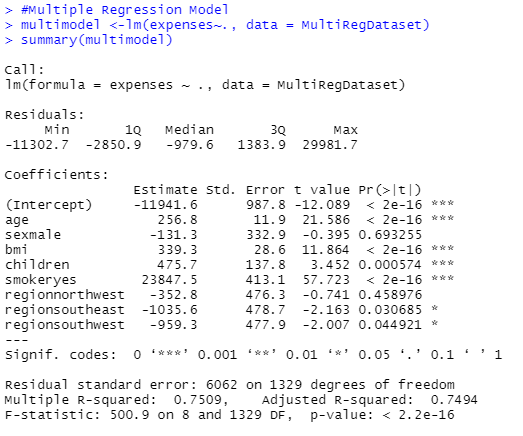 > #Multiple Regression Model
> multimodel <-lm(expenses~., data = MultiRegDataset)
> summary(multimodel)

Call:
lm(formula = expenses ~ ., data = MultiRegDataset)

Residuals:
     Min       1Q   Median       3Q      Max
-11302.7  -2850.9   -979.6   1383.9  29981.7

Coefficients:
                Estimate Std. Error t value Pr(>|t|)
(Intercept)     -11941.6      987.8 -12.089  < 2e-16 ***
age                256.8       11.9  21.586  < 2e-16 ***
sexmale           -131.3      332.9  -0.395 0.693255
bmi                339.3       28.6  11.864  < 2e-16 ***
children           475.7      137.8   3.452 0.000574 ***
smokeryes        23847.5      413.1  57.723  < 2e-16 ***
regionnorthwest   -352.8      476.3  -0.741 0.458976
regionsoutheast  -1035.6      478.7  -2.163 0.030685 *
regionsouthwest   -959.3      477.9  -2.007 0.044921 *
---
Signif. codes:  0 ‘***’ 0.001 ‘**’ 0.01 ‘*’ 0.05 ‘.’ 0.1 ‘ ’ 1

Residual standard error: 6062 on 1329 degrees of freedom
Multiple R-squared:  0.7509,    Adjusted R-squared:  0.7494
F-statistic: 500.9 on 8 and 1329 DF,  p-value: < 2.2e-16